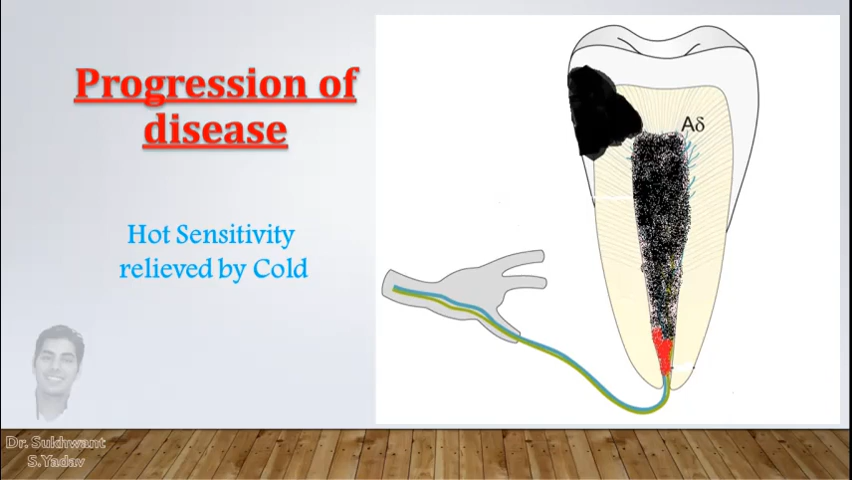 Progression of
disease
Hot Sensitivity
relieved by Cold
Aδ
Dr. Sukhwant
S.Yadav